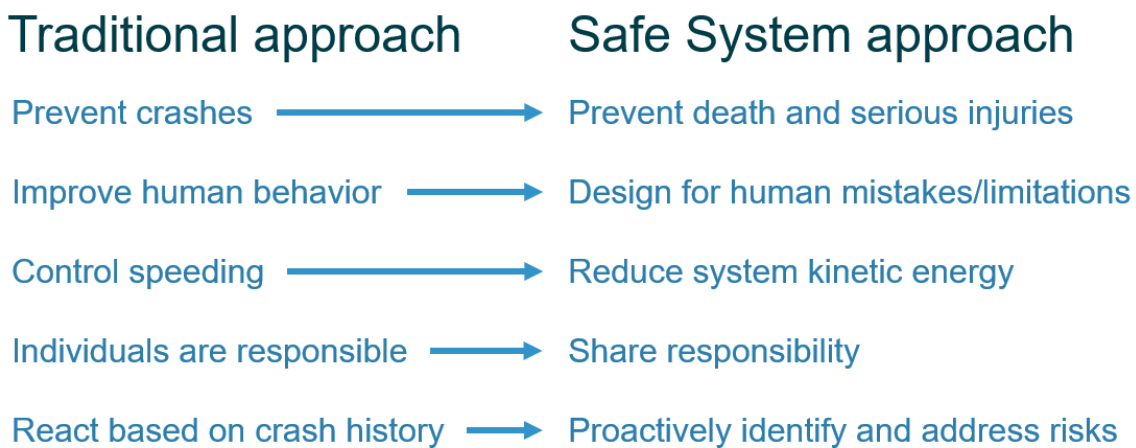 Traditional approach Safe System approach
Prevent crashes Prevent death and serious injuries
Improve human behavior Design for human mistakes/limitations
Control speeding Reduce system kinetic energy
Individuals are responsible Share responsibility
React based on crash history Proactively identify and address risks